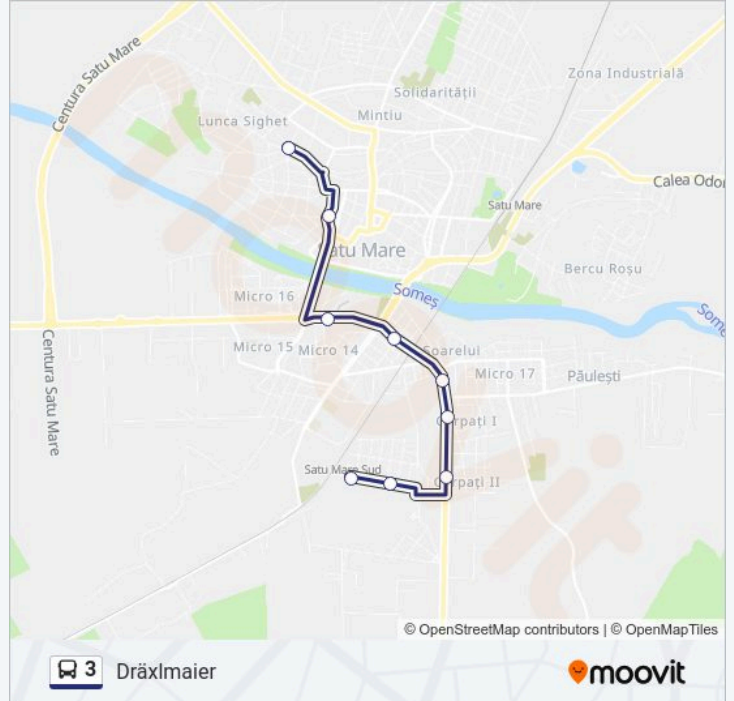 Centura Satu Mare
Zona Industrială
Solidarității
Mintiu
Lunca Sighet
Calea Odor
Satu Mare
Satu Mare
Bercu Roșu
Someș
Micro 16
Som
Micro 15
Micro 14
Soarelui
Micro 17
Păulești
Centura Satu Mare
Carpați I
Satu Mare Sud
Carpați II
© OpenStreetMap contributors | © OpenMapTiles
3 Dräxlmaier
moovit